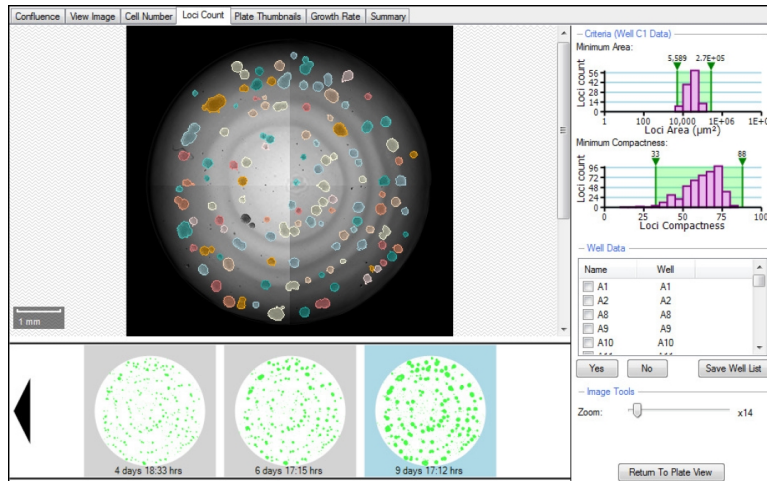 Confluence View Image Cell Number Loci Count Plate Thumbnails Growth Rate Summary
1 mm
4 days 18:33 hrs
6 days 17:15 hrs
9 days 17:12 hrs
Criteria (Well C1 Data)
Minimum Area:
5,589 2.7E+05
Loci count
56
42
28
14
0
1 100 10,000 1E+06 1E+
Loci Area (µm²)
Minimum Compactness:
33 88
Loci count
96
72
48
24
0
0 25 50 75 100
Loci Compactness
Well Data
Name Well
A1 A1
A2 A2
A8 A8
A9 A9
A10 A10
Yes No Save Well List
Image Tools
Zoom: x14
Return To Plate View